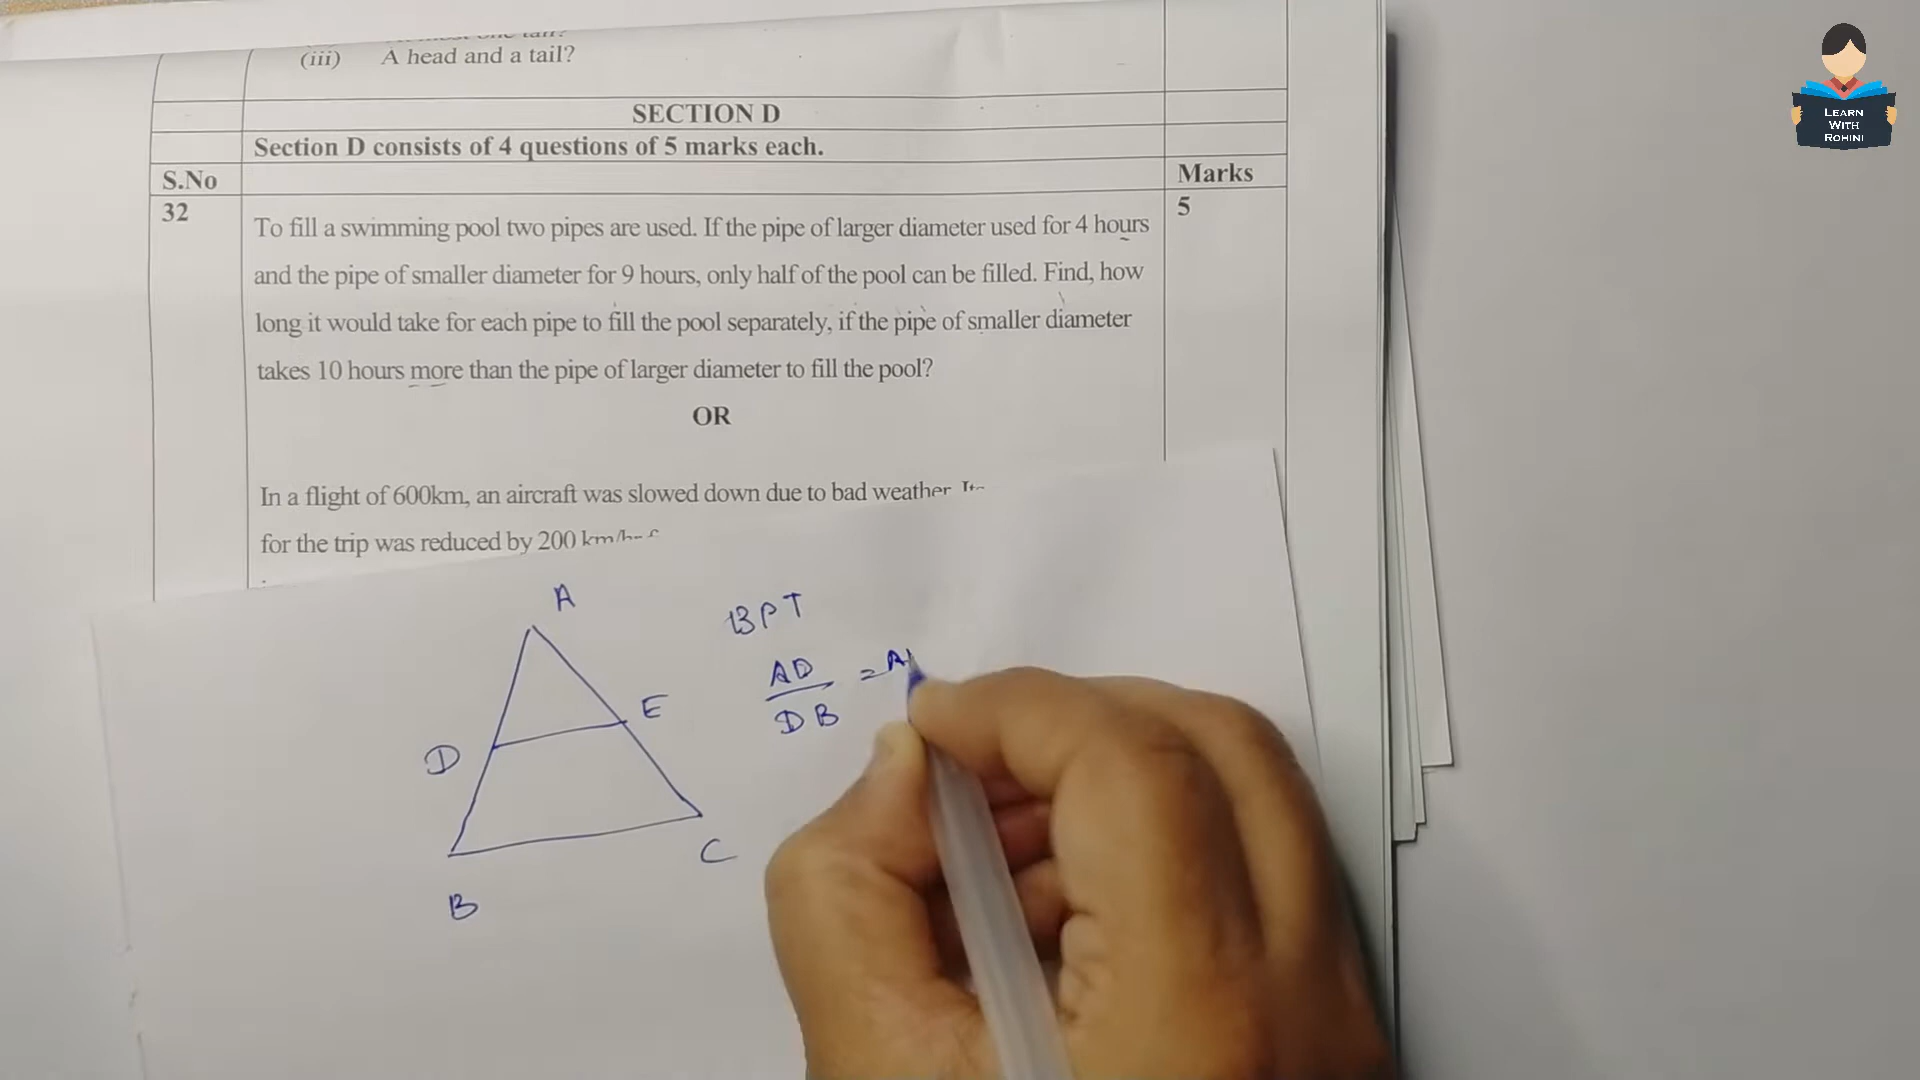 (iii) A head and a tail?
SECTION D
Section D consists of 4 questions of 5 marks each.
S.No Marks
32 5
To fill a swimming pool two pipes are used. If the pipe of larger diameter used for 4 hours
and the pipe of smaller diameter for 9 hours, only half of the pool can be filled. Find, how
long it would take for each pipe to fill the pool separately, if the pipe of smaller diameter
takes 10 hours more than the pipe of larger diameter to fill the pool?
OR
In a flight of 600km, an aircraft was slowed down due to bad weather
for the trip was reduced by 200 km/hr
A
BPT
AD
DB
=
E
D
C
B
LEARN
WITH
ROHINI